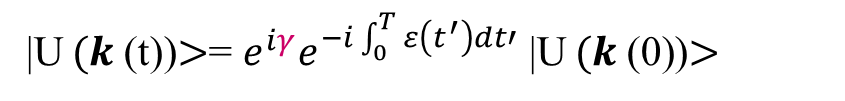 |U (k (t))>= e^{iγ} e^{-i ∫_0^T ε(t')dt'} |U (k (0))>